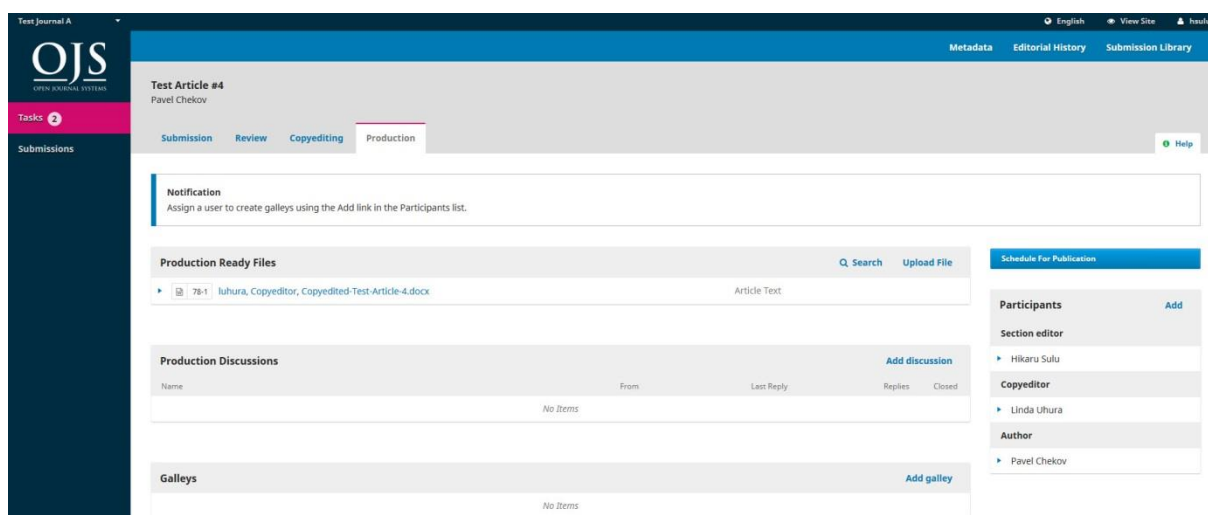 Test Journal A
English View Site
OJS
OPEN JOURNAL SYSTEMS
Metadata Editorial History Submission Library
Test Article #4
Pavel Chekov
Tasks 2
Submissions
Submission Review Copyediting Production
Help
Notification
Assign a user to create galleys using the Add link in the Participants list.
Production Ready Files Search Upload File
78-1 luhura, Copyeditor, Copyedited-Test-Article-4.docx Article Text
Schedule For Publication
Participants Add
Section editor
Hikaru Sulu
Copyeditor
Linda Uhura
Author
Pavel Chekov
Production Discussions Add discussion
Name From Last Reply Replies Closed
No Items
Galleys Add galley
No Items